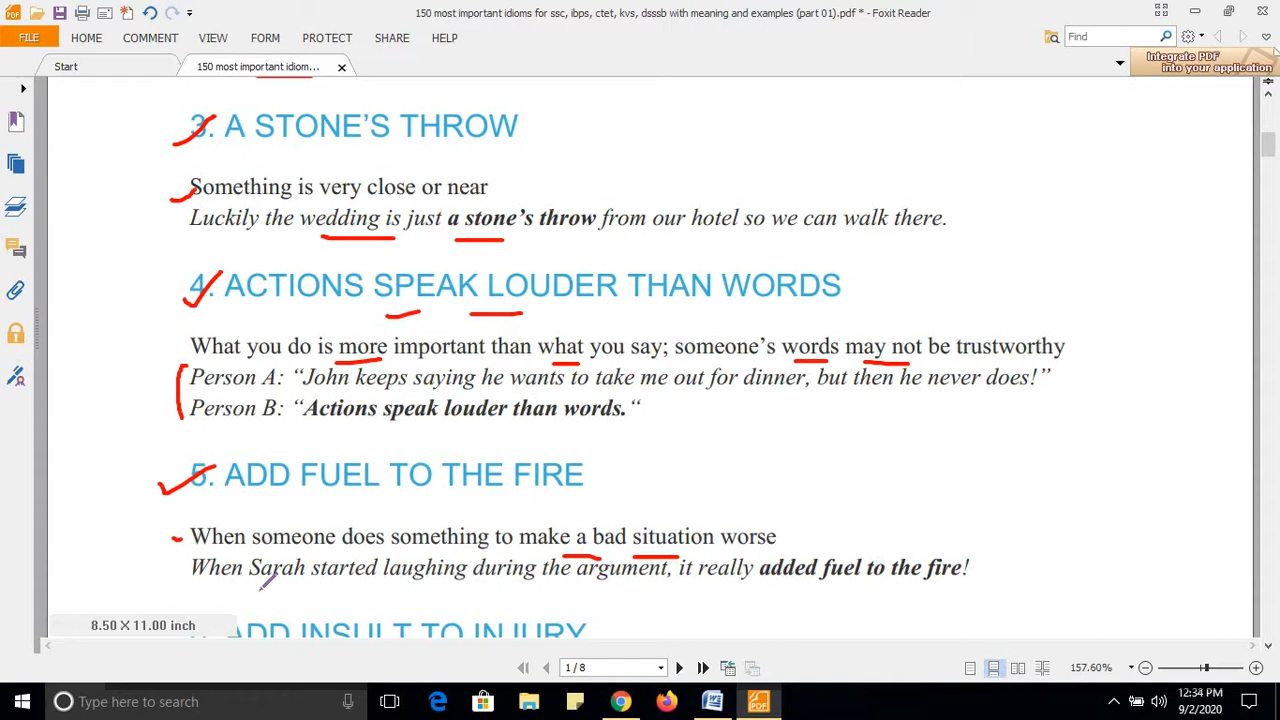 150 most important idioms for ssc, ibps, ctet, kvs, dsssb with meaning and exemples (part 01).pdf * - Foxit Reader
FILE HOME COMMENT VIEW FORM PROTECT SHARE HELP Find
Start 150 most important idiom... Integrate PDF
into your application
3. A STONE'S THROW
Something is very close or near
Luckily the wedding is just a stone's throw from our hotel so we can walk there.
4. ACTIONS SPEAK LOUDER THAN WORDS
What you do is more important than what you say; someone's words may not be trustworthy
Person A: “John keeps saying he wants to take me out for dinner, but then he never does!”
Person B: “Actions speak louder than words.“
5. ADD FUEL TO THE FIRE
When someone does something to make a bad situation worse
When Sarah started laughing during the argument, it really added fuel to the fire!
ADD INSULT TO INJURY
8.50 X 11.00 inch
1 / 8 157.60%
Type here to search 12:34 PM
9/2/2020